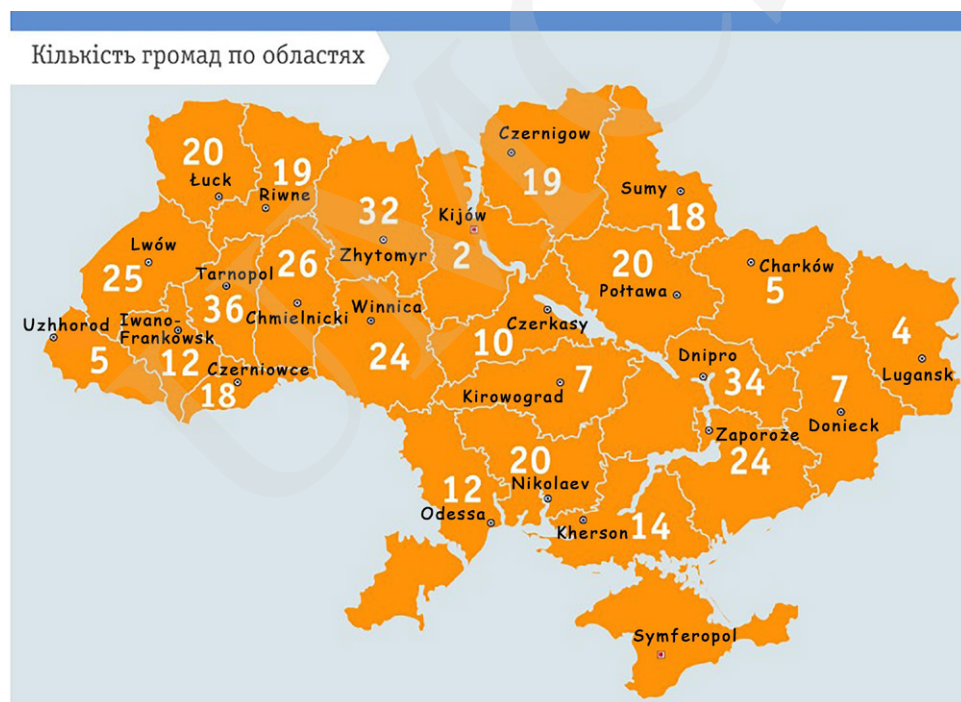 Кількість громад по областях
Czernigow
20
19
19
Łuck
Riwne
Sumy
32
18
Kijów
Lwów
Zhytomyr
2
26
20
Charków
25
Tarnopol
5
36
Chmielnicki
Winnica
Połtawa
Uzhhorod
Iwano-
Frankówsk
Czerkasy
4
10
5
12
Czerniowce
24
Dnipro
Lugansk
18
7
34
7
Kirowograd
Donieck
Zaporoże
20
24
12
Nikolaev
Odessa
Kherson
14
Symferopol